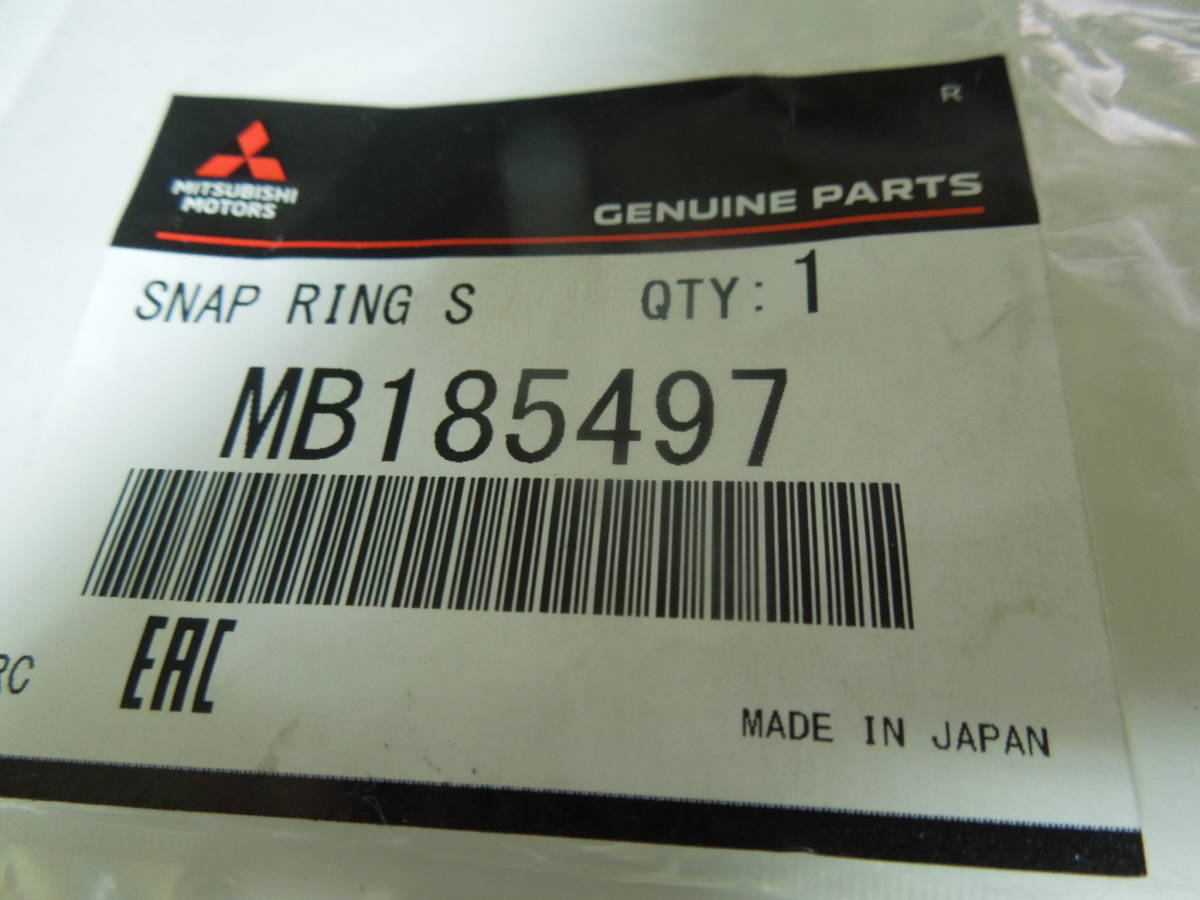 R
MITSUBISHI
MOTORS
GENUINE PARTS
SNAP RING S QTY: 1
MB185497
EAC
RC
MADE IN JAPAN